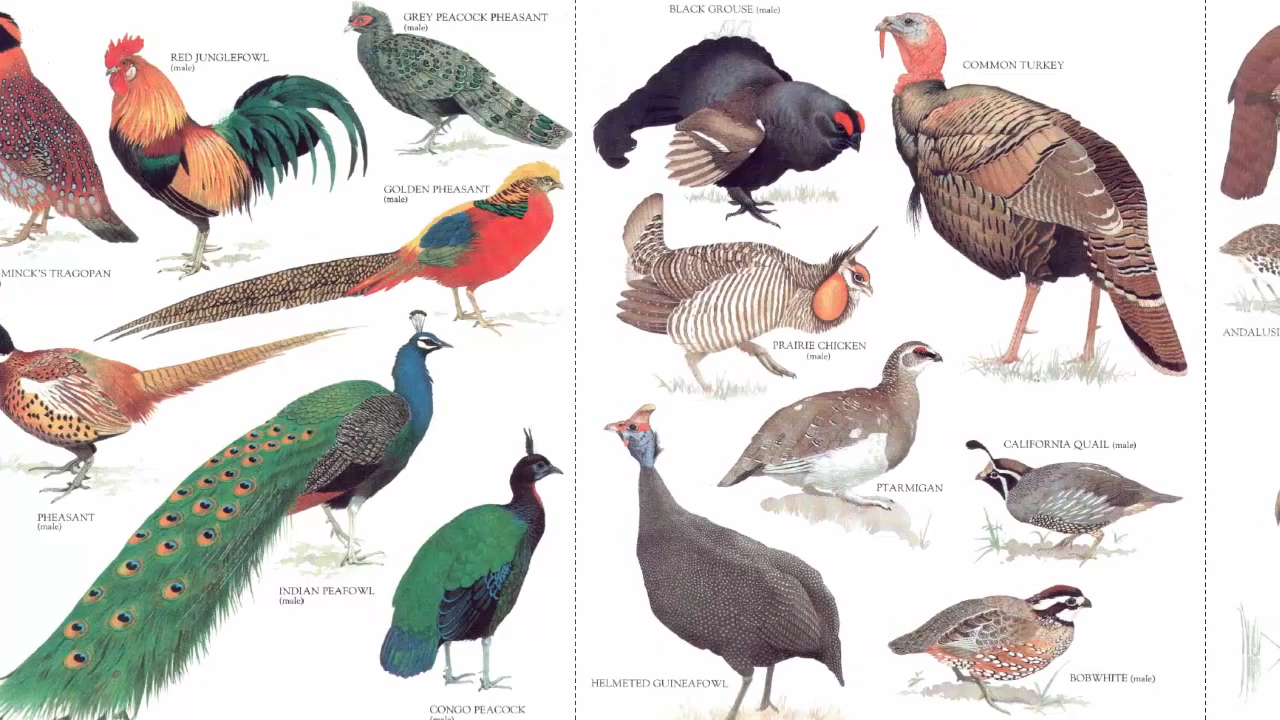 GREY PEACOCK PHEASANT
(male)
RED JUNGLEFOWL
(male)
GOLDEN PHEASANT
(male)
MINCK'S TRAGOPAN
PHEASANT
(male)
INDIAN PEAFOWL
(male)
CONGO PEACOCK
(male)
BLACK GROUSE (male)
COMMON TURKEY
PRAIRIE CHICKEN
(male)
PTARMIGAN
CALIFORNIA QUAIL (male)
HELMETED GUINEAFOWL
BOBWHITE (male)
ANDALUSI